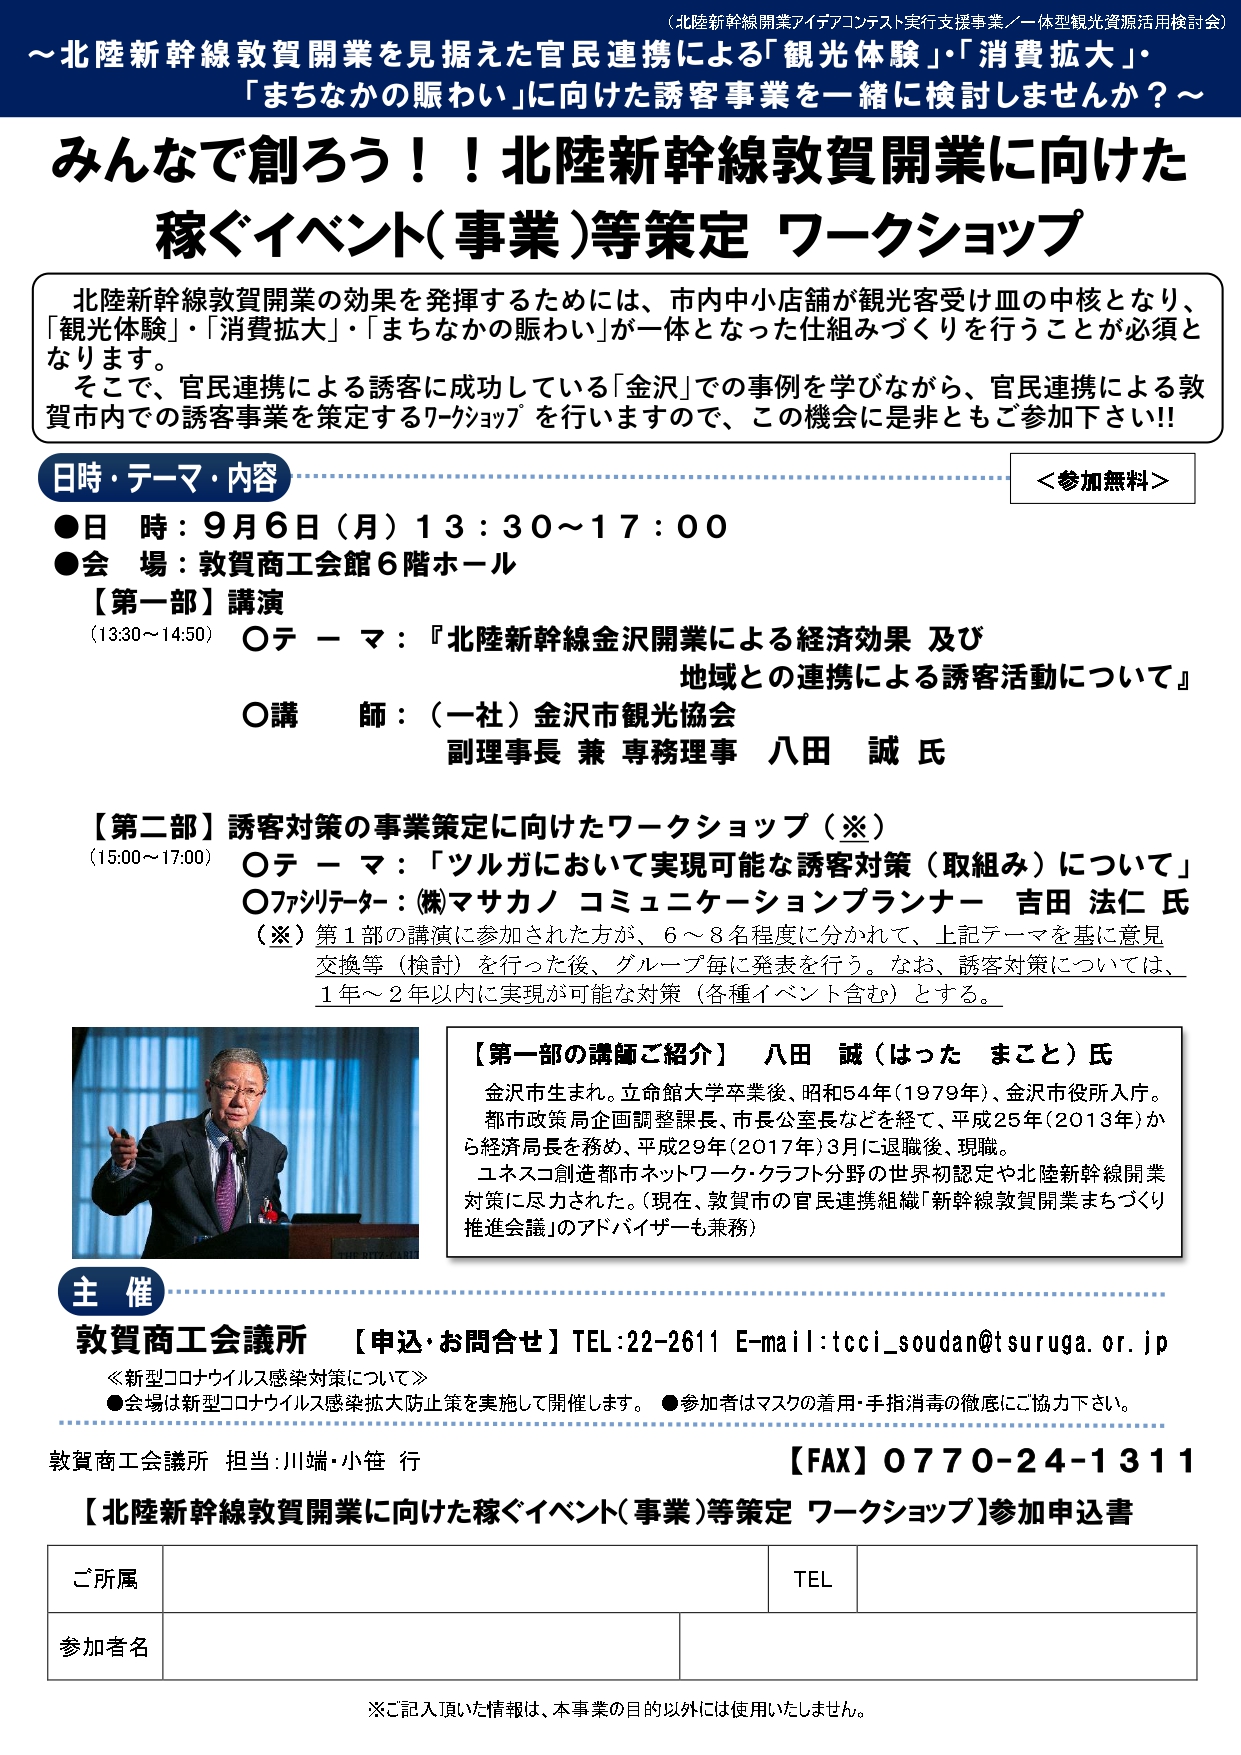 （北陸新幹線開業アイデアコンテスト実行支援事業／一体型観光資源活用検討会）
～北陸新幹線敦賀開業を見据えた官民連携による「観光体験」・「消費拡大」・
「まちなかの賑わい」に向けた誘客事業を一緒に検討しませんか？～
みんなで創ろう！！北陸新幹線敦賀開業に向けた
稼ぐイベント（事業）等策定 ワークショップ
北陸新幹線敦賀開業の効果を発揮するためには、市内中小店舗が観光客受け皿の中核となり、
「観光体験」・「消費拡大」・「まちなかの賑わい」が一体となった仕組みづくりを行うことが必須と
なります。
そこで、官民連携による誘客に成功している「金沢」での事例を学びながら、官民連携による敦
賀市内での誘客事業を策定するﾜｰｸｼｮｯﾌﾟを行いますので、この機会に是非ともご参加下さい!!
日時・テーマ・内容
＜参加無料＞
●日　時：９月６日（月）１３：３０～１７：００
●会　場：敦賀商工会館６階ホール
【第一部】講演
（13:30～14:50）　○テ ー マ：『北陸新幹線金沢開業による経済効果 及び
地域との連携による誘客活動について』
○講　　師：（一社）金沢市観光協会
副理事長 兼 専務理事　八田　誠 氏
【第二部】誘客対策の事業策定に向けたワークショップ（※）
（15:00～17:00）　○テ ー マ：「ツルガにおいて実現可能な誘客対策（取組み）について」
○ﾌｧｼﾘﾃｰﾀｰ：㈱マサカノ コミュニケーションプランナー　吉田 法仁 氏
（※）第１部の講演に参加された方が、６～８名程度に分かれて、上記テーマを基に意見
交換等（検討）を行った後、グループ毎に発表を行う。なお、誘客対策については、
１年～２年以内に実現が可能な対策（各種イベント含む）とする。
THE RITZ-CARLT
【第一部の講師ご紹介】　八田　誠（はった　まこと）氏
金沢市生まれ。立命館大学卒業後、昭和54年（1979年）、金沢市役所入庁。
都市政策局企画調整課長、市長公室長などを経て、平成25年（2013年）か
ら経済局長を務め、平成29年（2017年）3月に退職後、現職。
ユネスコ創造都市ネットワーク・クラフト分野の世界初認定や北陸新幹線開業
対策に尽力された。（現在、敦賀市の官民連携組織「新幹線敦賀開業まちづくり
推進会議」のアドバイザーも兼務）
主　催
敦賀商工会議所　【申込・お問合せ】TEL:22-2611 E-mail:tcci_soudan@tsuruga.or.jp
≪新型コロナウイルス感染対策について≫
●会場は新型コロナウイルス感染拡大防止策を実施して開催します。　●参加者はマスクの着用・手指消毒の徹底にご協力下さい。
敦賀商工会議所 担当：川端・小笹 行　【FAX】０７７０-２４-１３１１
【北陸新幹線敦賀開業に向けた稼ぐイベント（事業）等策定 ワークショップ】参加申込書
ご所属　TEL
参加者名
※ご記入頂いた情報は、本事業の目的以外には使用いたしません。